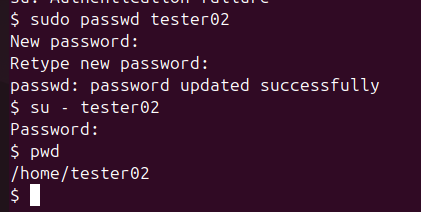 su: Authentication failure
$ sudo passwd tester02
New password:
Retype new password:
passwd: password updated successfully
$ su - tester02
Password:
$ pwd
/home/tester02
$